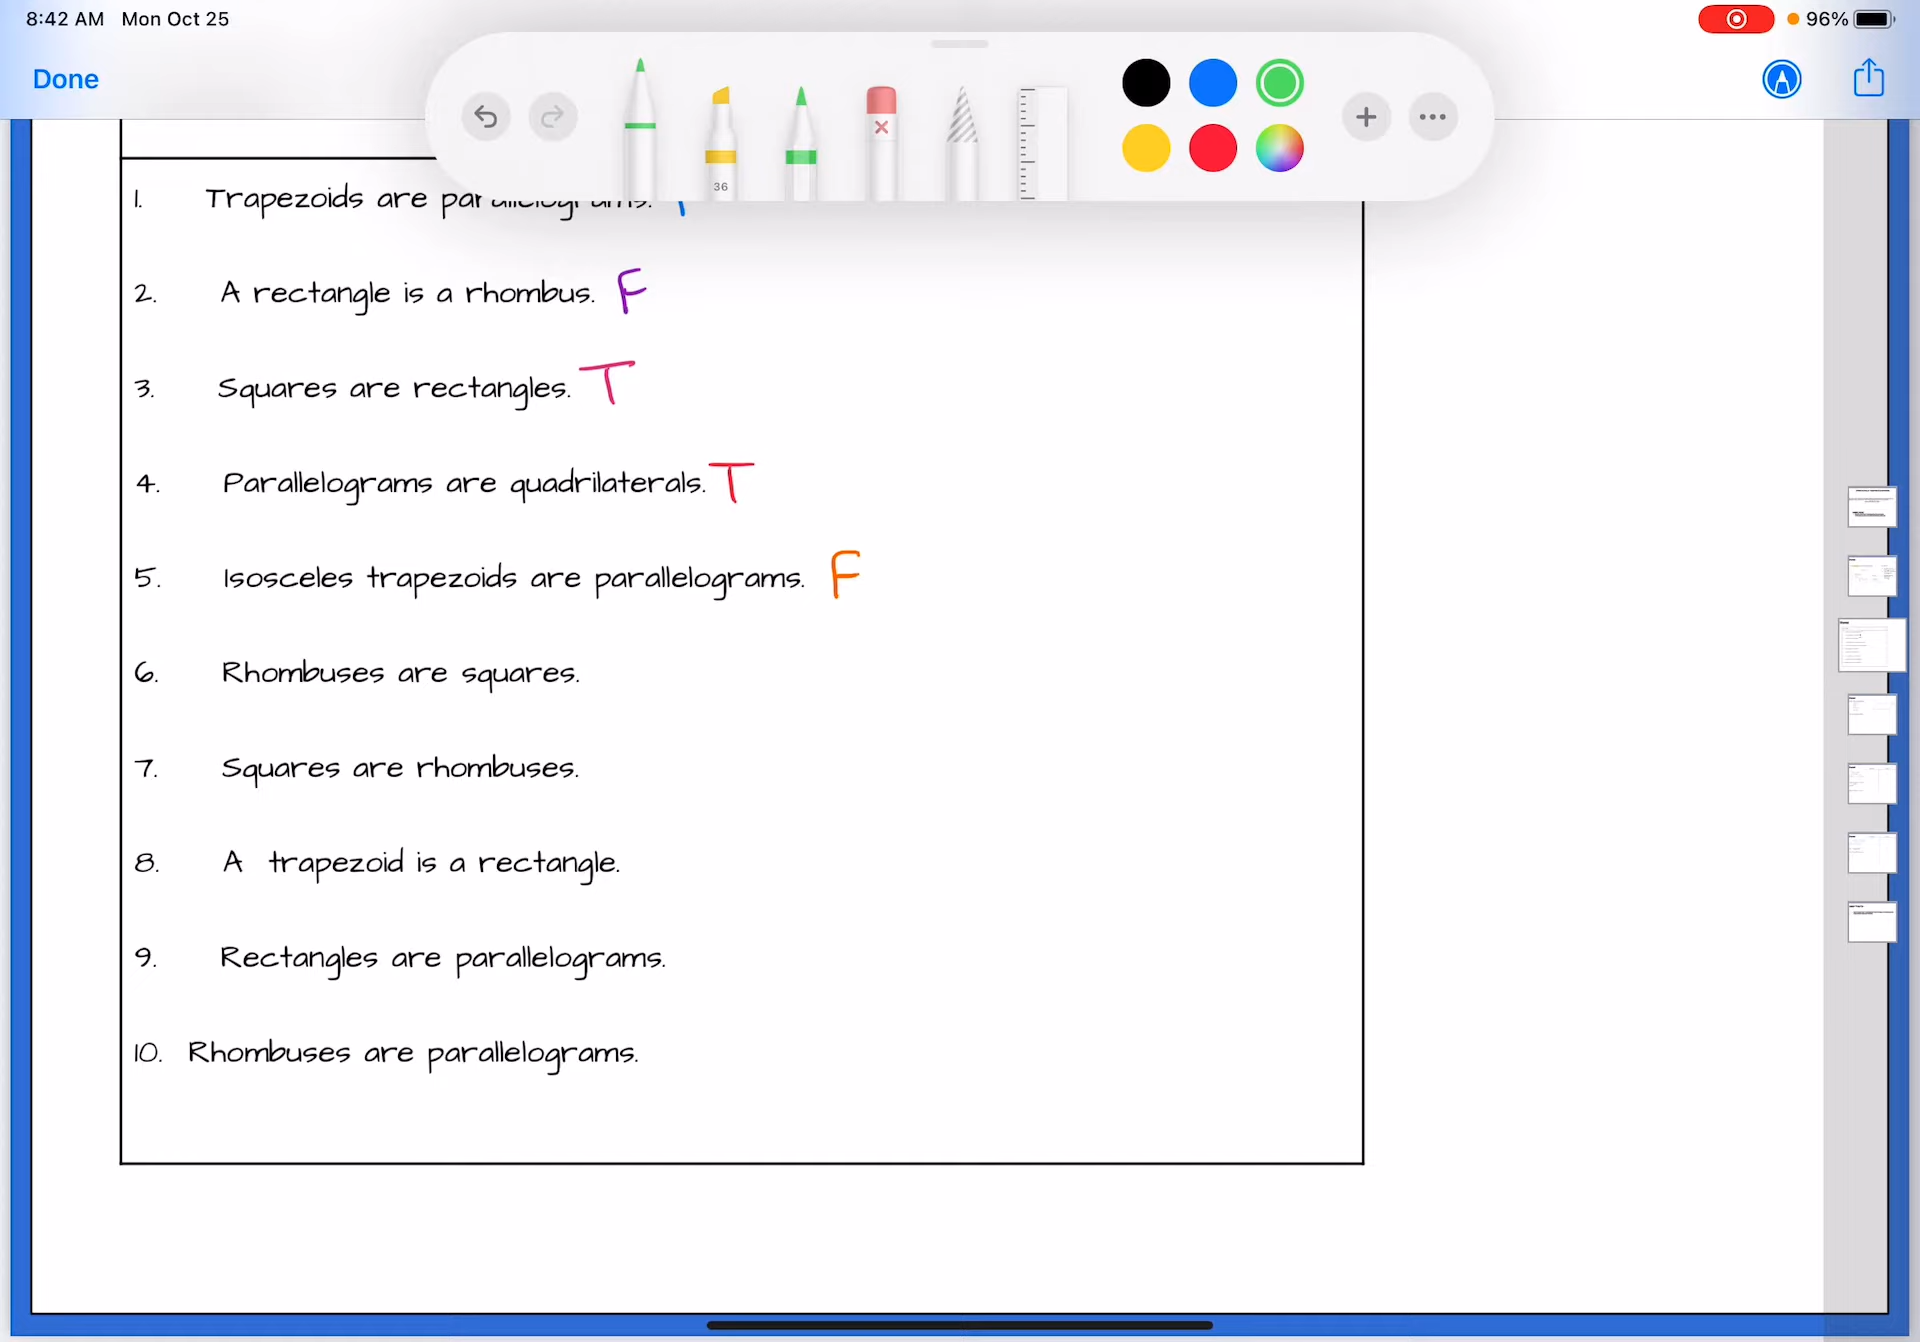 8:42 AM Mon Oct 25
96%
Done
36
1. Trapezoids are parallelograms.
2. A rectangle is a rhombus. F
3. Squares are rectangles. T
4. Parallelograms are quadrilaterals. T
5. Isosceles trapezoids are parallelograms. F
6. Rhombuses are squares.
7. Squares are rhombuses.
8. A trapezoid is a rectangle.
9. Rectangles are parallelograms.
10. Rhombuses are parallelograms.